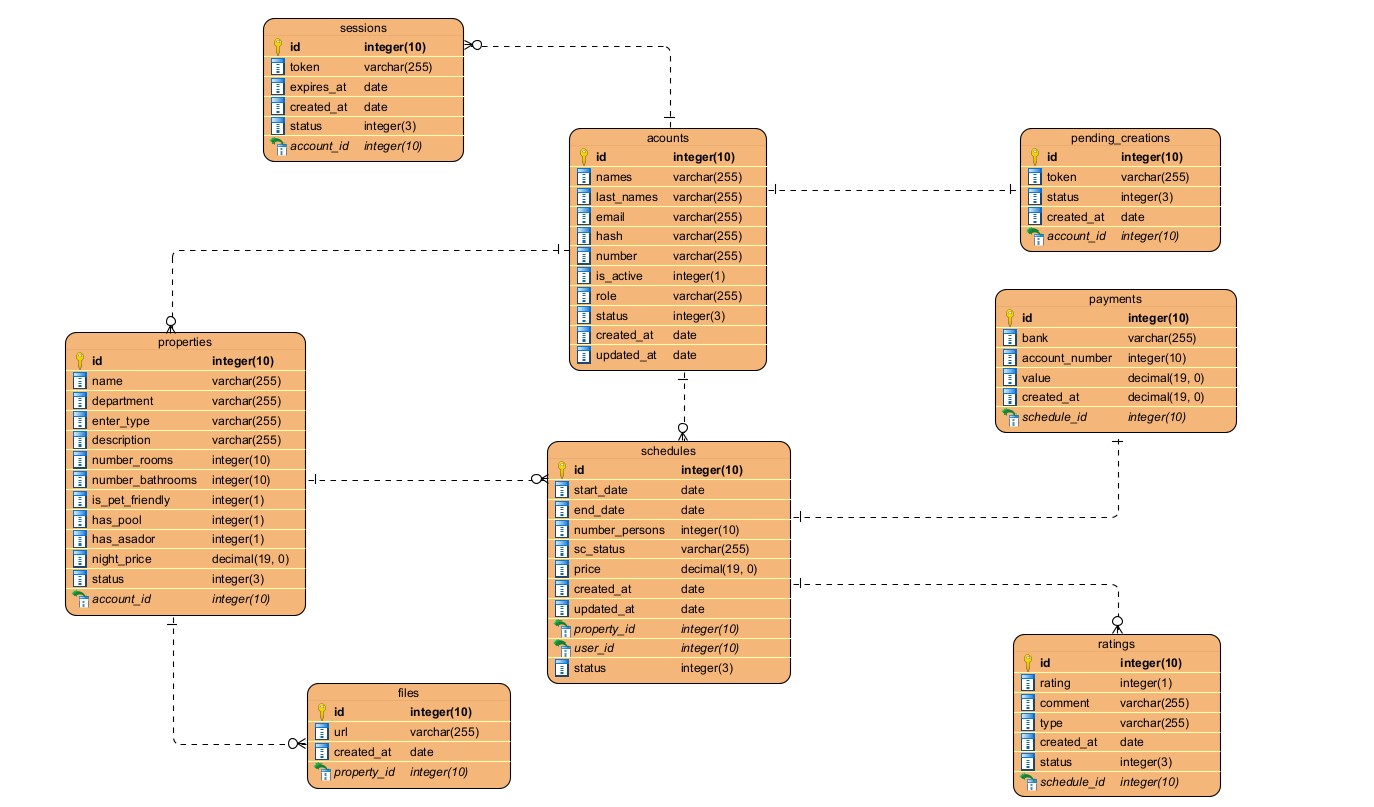 sessions
id integer(10)
token varchar(255)
expires_at date
created_at date
status integer(3)
account_id integer(10)
acounts
id integer(10)
names varchar(255)
last_names varchar(255)
email varchar(255)
hash varchar(255)
number varchar(255)
is_active integer(1)
role varchar(255)
status integer(3)
created_at date
updated_at date
pending_creations
id integer(10)
token varchar(255)
status integer(3)
created_at date
account_id integer(10)
payments
id integer(10)
bank varchar(255)
account_number integer(10)
value decimal(19, 0)
created_at decimal(19, 0)
schedule_id integer(10)
properties
id integer(10)
name varchar(255)
department varchar(255)
enter_type varchar(255)
description varchar(255)
number_rooms integer(10)
number_bathrooms integer(10)
is_pet_friendly integer(1)
has_pool integer(1)
has_asador integer(1)
night_price decimal(19, 0)
status integer(3)
account_id integer(10)
schedules
id integer(10)
start_date date
end_date date
number_persons integer(10)
sc_status varchar(255)
price decimal(19, 0)
created_at date
updated_at date
property_id integer(10)
user_id integer(10)
status integer(3)
ratings
id integer(10)
rating integer(1)
comment varchar(255)
type varchar(255)
created_at date
status integer(3)
schedule_id integer(10)
files
id integer(10)
url varchar(255)
created_at date
property_id integer(10)